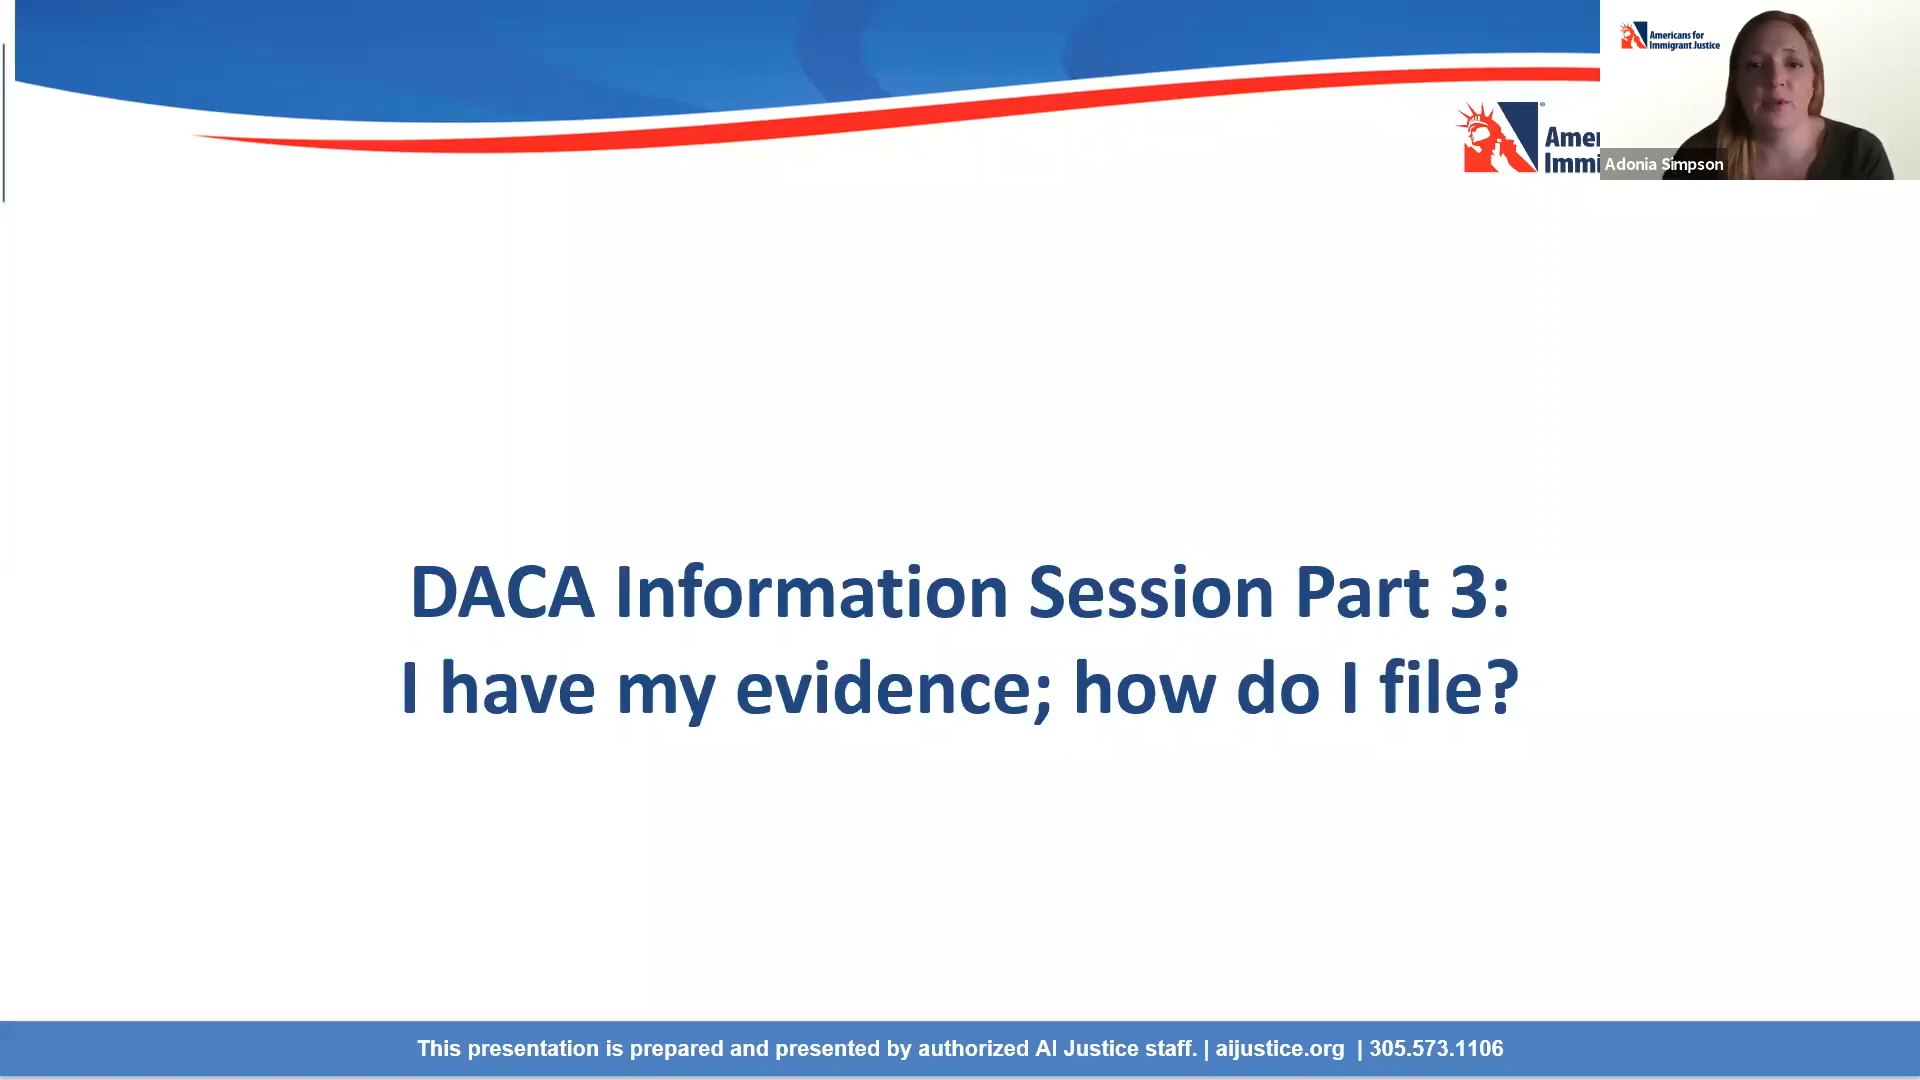 Americans for
Immigrant Justice
Adonia Simpson
DACA Information Session Part 3:
I have my evidence; how do I file?
This presentation is prepared and presented by authorized AI Justice staff. | aijustice.org | 305.573.1106